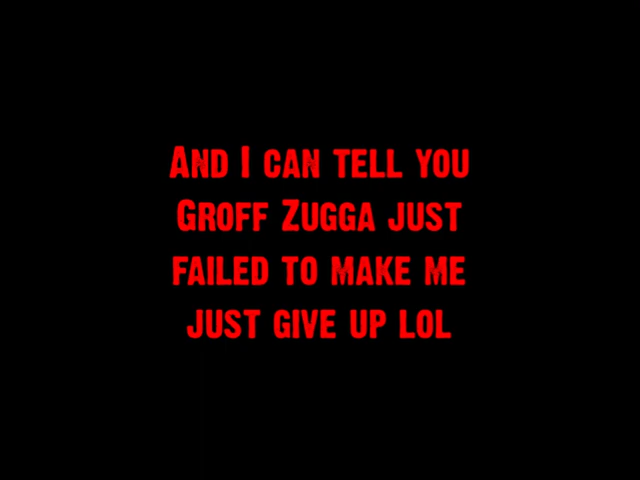 And I can tell you
Groff Zugga just
failed to make me
just give up lol